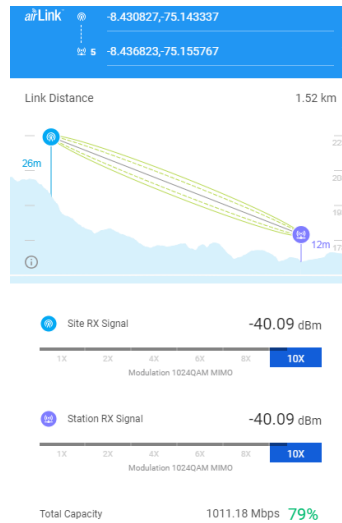 airLink -8.430827,-75.143337
5 -8.436823,-75.155767
Link Distance 1.52 km
22
26m
20
19
12m 17
Site RX Signal -40.09 dBm
1X 2X 4X 6X 8X 10X
Modulation 1024QAM MIMO
Station RX Signal -40.09 dBm
1X 2X 4X 6X 8X 10X
Modulation 1024QAM MIMO
Total Capacity 1011.18 Mbps 79%